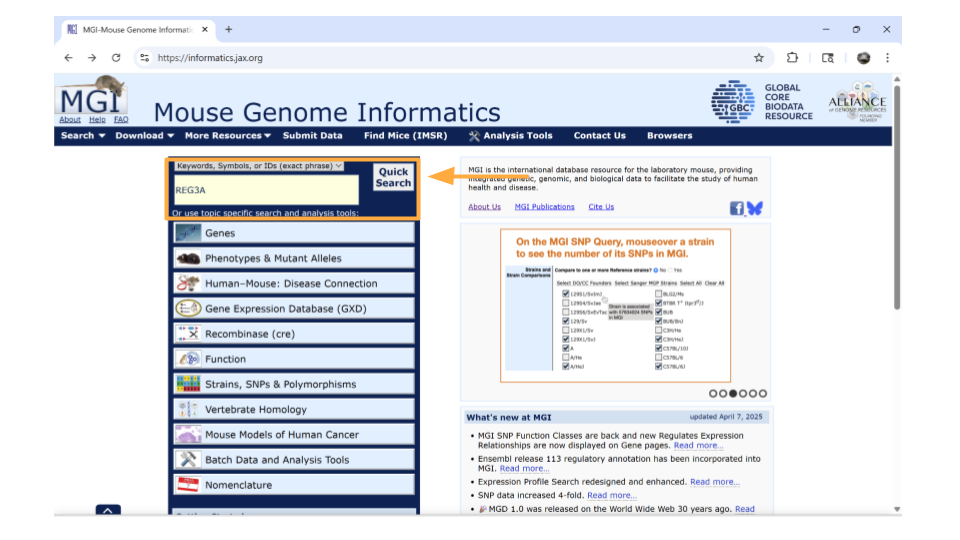 MGI-Mouse Genome Informati
https://informatics.jax.org
MGI
About Help FAQ
Mouse Genome Informatics
GBC
GLOBAL
CORE
BIODATA
RESOURCE
ALLIANCE
of GENOME RESOURCES
FOUNDING
MEMBER
Search Download More Resources Submit Data Find Mice (IMSR) Analysis Tools Contact Us Browsers
Keywords, Symbols, or IDs (exact phrase)
Quick
Search
REG3A
Or use topic specific search and analysis tools:
Genes
Phenotypes & Mutant Alleles
Human–Mouse: Disease Connection
Gene Expression Database (GXD)
Recombinase (cre)
Function
Strains, SNPs & Polymorphisms
Vertebrate Homology
Mouse Models of Human Cancer
Batch Data and Analysis Tools
Nomenclature
MGI is the international database resource for the laboratory mouse, providing
integrated genetic, genomic, and biological data to facilitate the study of human
health and disease.
About Us MGI Publications Cite Us
On the MGI SNP Query, mouseover a strain
to see the number of its SNPs in MGI.
Strains and
Strain Comparisons
Compare to one or more Reference strains? No Yes
Select DO/CC Founders Select Sanger MGP Strains Select All Clear All
129S1/SvImJ BLG2/Ms
BUB
129/Sv BUB/BnJ
129X1/Sv C3H/He
129X1/SvJ C3H/HeJ
A C57BL/10J
A/He C57BL/6
A/HeJ C57BL/6J
Strain is associated
with 57634924 SNPs
in MGI
What's new at MGI updated April 7, 2025
• MGI SNP Function Classes are back and new Regulates Expression
Relationships are now displayed on Gene pages. Read more...
• Ensembl release 113 regulatory annotation has been incorporated into
MGI. Read more...
• Expression Profile Search redesigned and enhanced. Read more...
• SNP data increased 4-fold. Read more...
• MGD 1.0 was released on the World Wide Web 30 years ago. Read